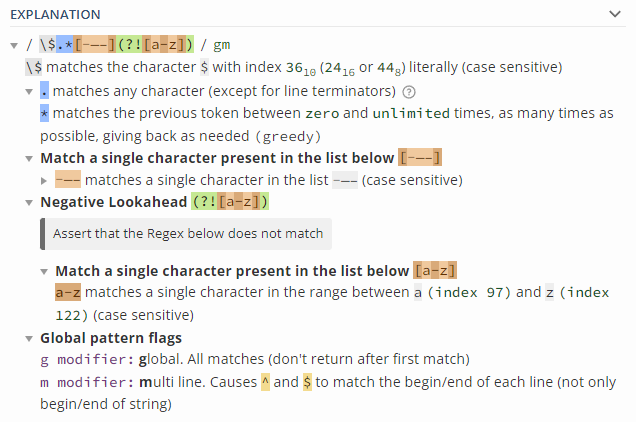 EXPLANATION
/ \$.*[-–—](?![a-z]) / gm
\$ matches the character $ with index 36₁₀ (24₁₆ or 44₈) literally (case sensitive)
. matches any character (except for line terminators) ?
* matches the previous token between zero and unlimited times, as many times as
possible, giving back as needed (greedy)
Match a single character present in the list below [-–—]
-–— matches a single character in the list -–— (case sensitive)
Negative Lookahead (?![a-z])
Assert that the Regex below does not match
Match a single character present in the list below [a-z]
a-z matches a single character in the range between a (index 97) and z (index
122) (case sensitive)
Global pattern flags
g modifier: global. All matches (don't return after first match)
m modifier: multi line. Causes ^ and $ to match the begin/end of each line (not only
begin/end of string)